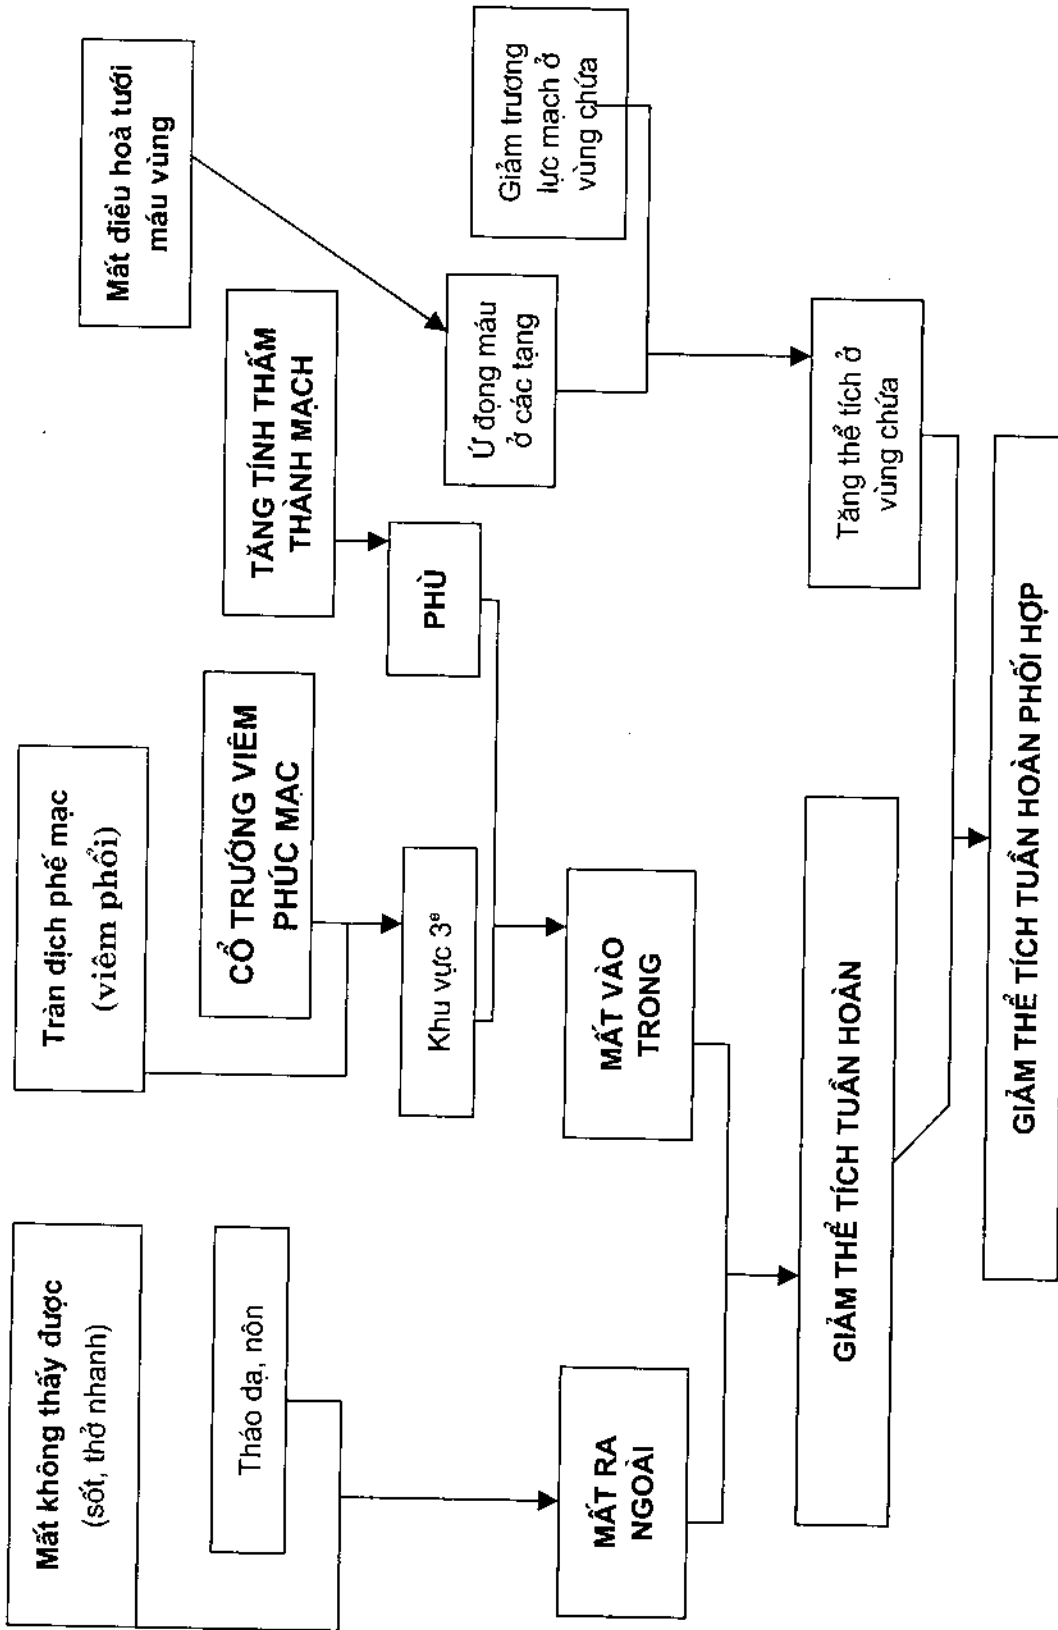 Mất không thấy được
(sốt, thở nhanh)
Tràn dịch phế mạc
(viêm phổi)
Mất điều hoà tưới
máu vùng
Tháo dạ, nôn
CỔ TRƯỚNG VIÊM
PHÚC MẠC
TĂNG TÍNH THẤM
THÀNH MẠCH
Khu vực 3ᵉ
PHÙ
Ứ đọng máu
ở các tạng
Giảm trương
lực mạch ở
vùng chứa
MẤT RA
NGOÀI
MẤT VÀO
TRONG
Tăng thể tích ở
vùng chứa
GIẢM THỂ TÍCH TUẦN HOÀN
GIẢM THỂ TÍCH TUẦN HOÀN PHỐI HỢP